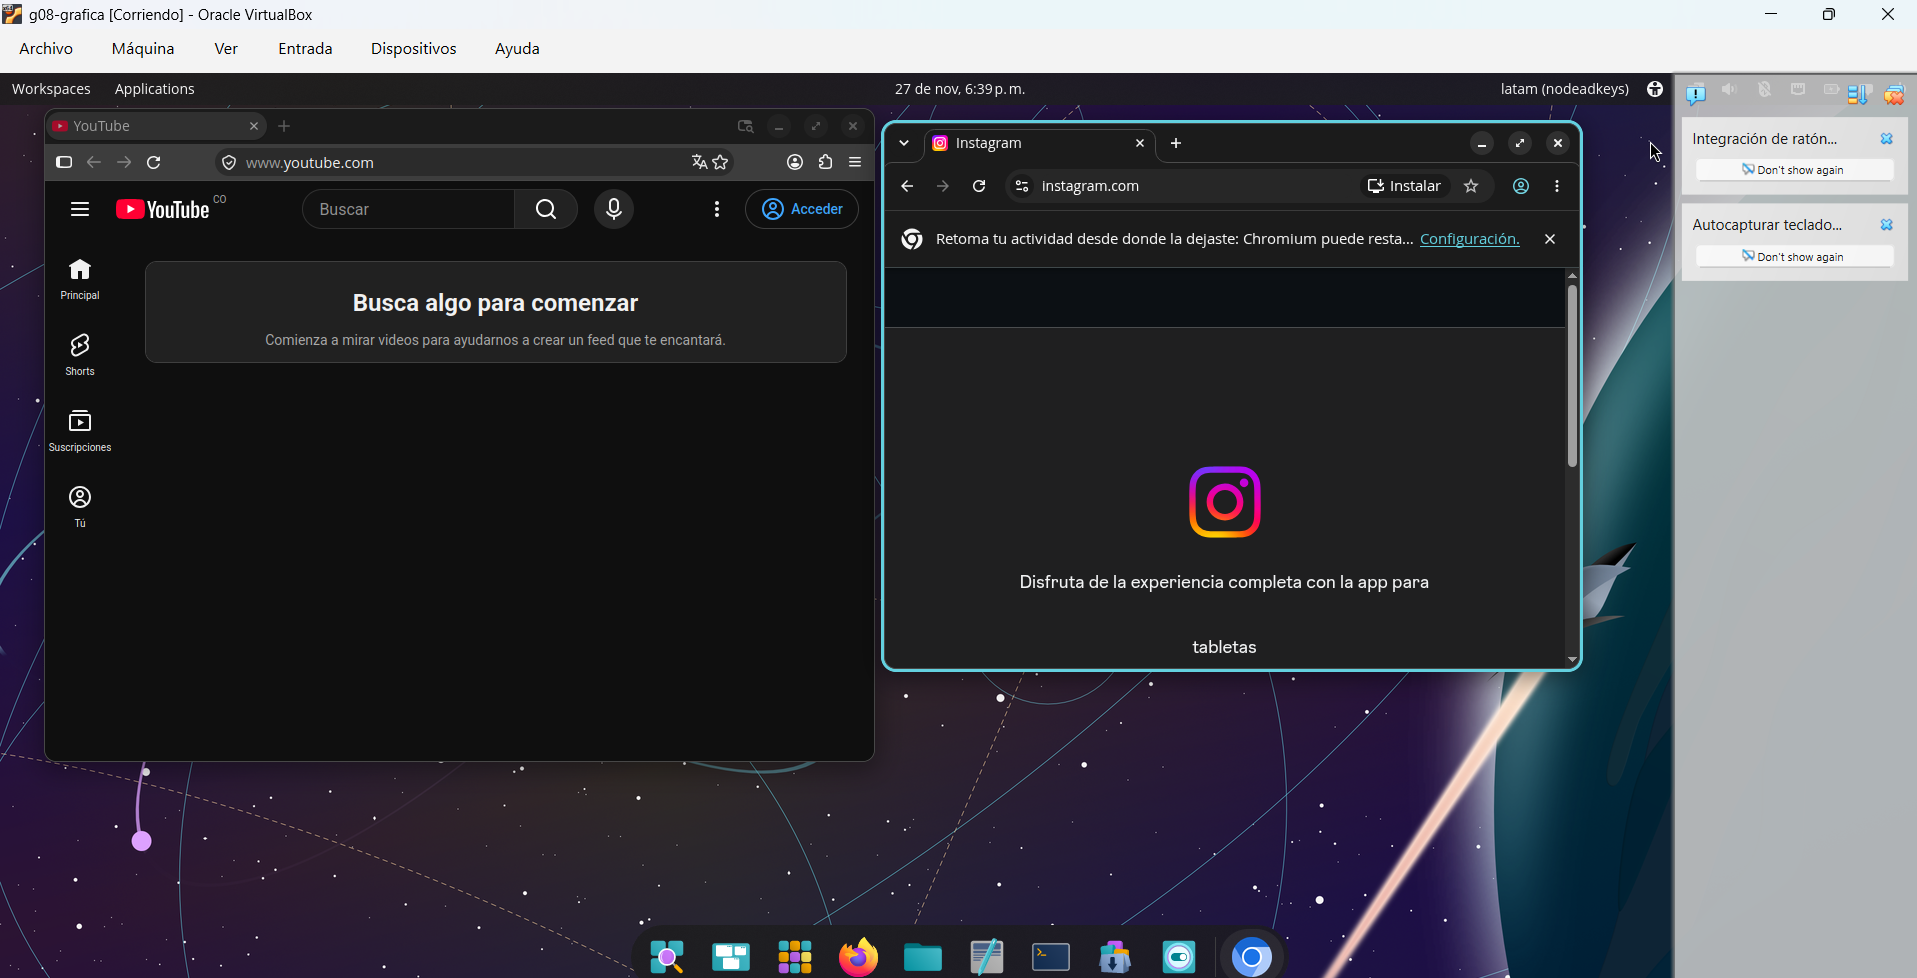 g08-grafica [Corriendo] - Oracle VirtualBox
Archivo Máquina Ver Entrada Dispositivos Ayuda
Workspaces Applications 27 de nov, 6:39 p. m. latam (nodeadkeys)
YouTube
www.youtube.com
YouTube CO
Buscar
Acceder
Principal
Shorts
Suscripciones
Tú
Busca algo para comenzar
Comienza a mirar videos para ayudarnos a crear un feed que te encantará.
Instagram
instagram.com
Instalar
Retoma tu actividad desde donde la dejaste: Chromium puede resta... Configuración.
Disfruta de la experiencia completa con la app para
tabletas
Integración de ratón...
Don't show again
Autocapturar teclado...
Don't show again